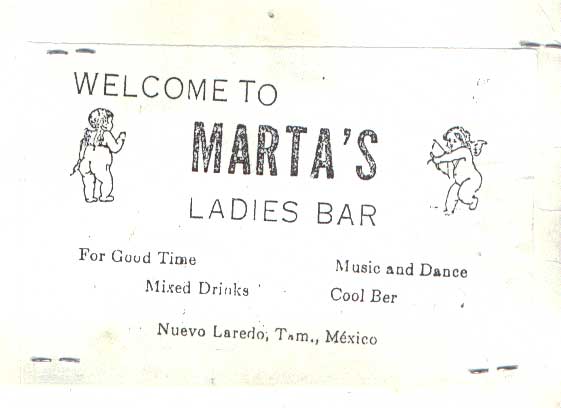 WELCOME TO
MARTA'S
LADIES BAR
For Good Time
Music and Dance
Mixed Drinks
Cool Ber
Nuevo Laredo, Tam., México